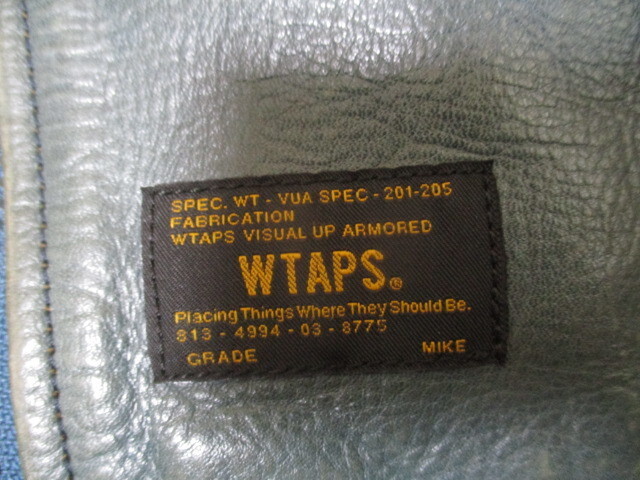 SPEC. WT - VUA SPEC - 201-205
FABRICATION
WTAPS VISUAL UP ARMORED
WTAPS®
Placing Things Where They Should Be.
813 - 4994 - 03 - 8775
GRADE MIKE